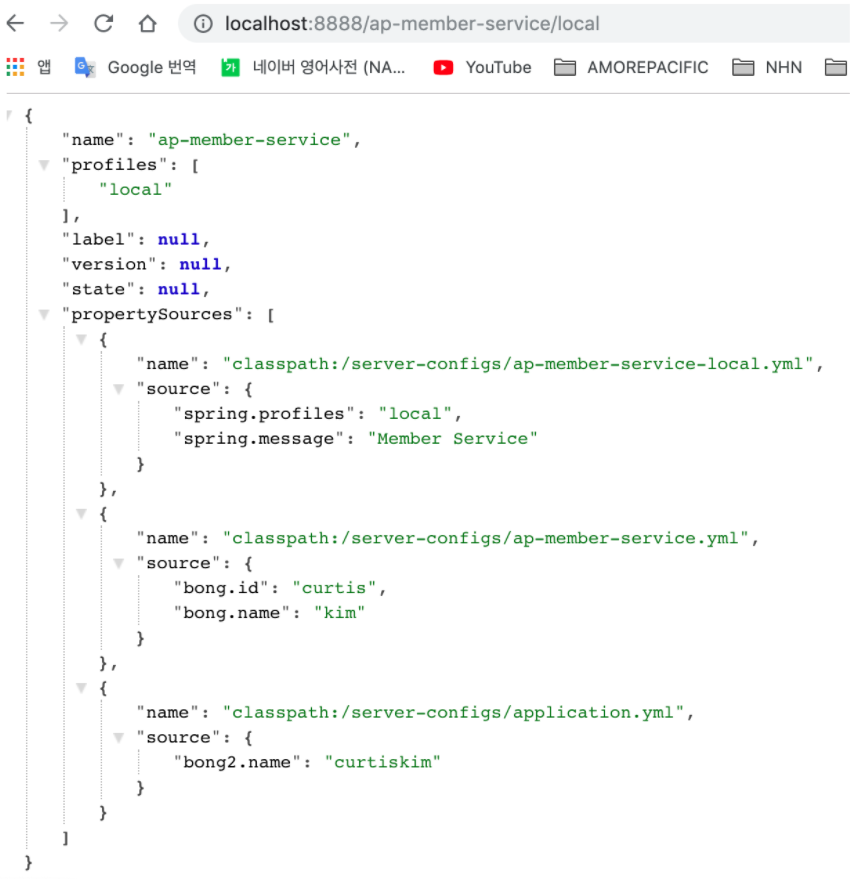 localhost:8888/ap-member-service/local
앱 Google 번역 네이버 영어사전 (NA... YouTube AMOREPACIFIC NHN
{
"name": "ap-member-service",
"profiles": [
"local"
],
"label": null,
"version": null,
"state": null,
"propertySources": [
{
"name": "classpath:/server-configs/ap-member-service-local.yml",
"source": {
"spring.profiles": "local",
"spring.message": "Member Service"
}
},
{
"name": "classpath:/server-configs/ap-member-service.yml",
"source": {
"bong.id": "curtis",
"bong.name": "kim"
}
},
{
"name": "classpath:/server-configs/application.yml",
"source": {
"bong2.name": "curtiskim"
}
}
]
}